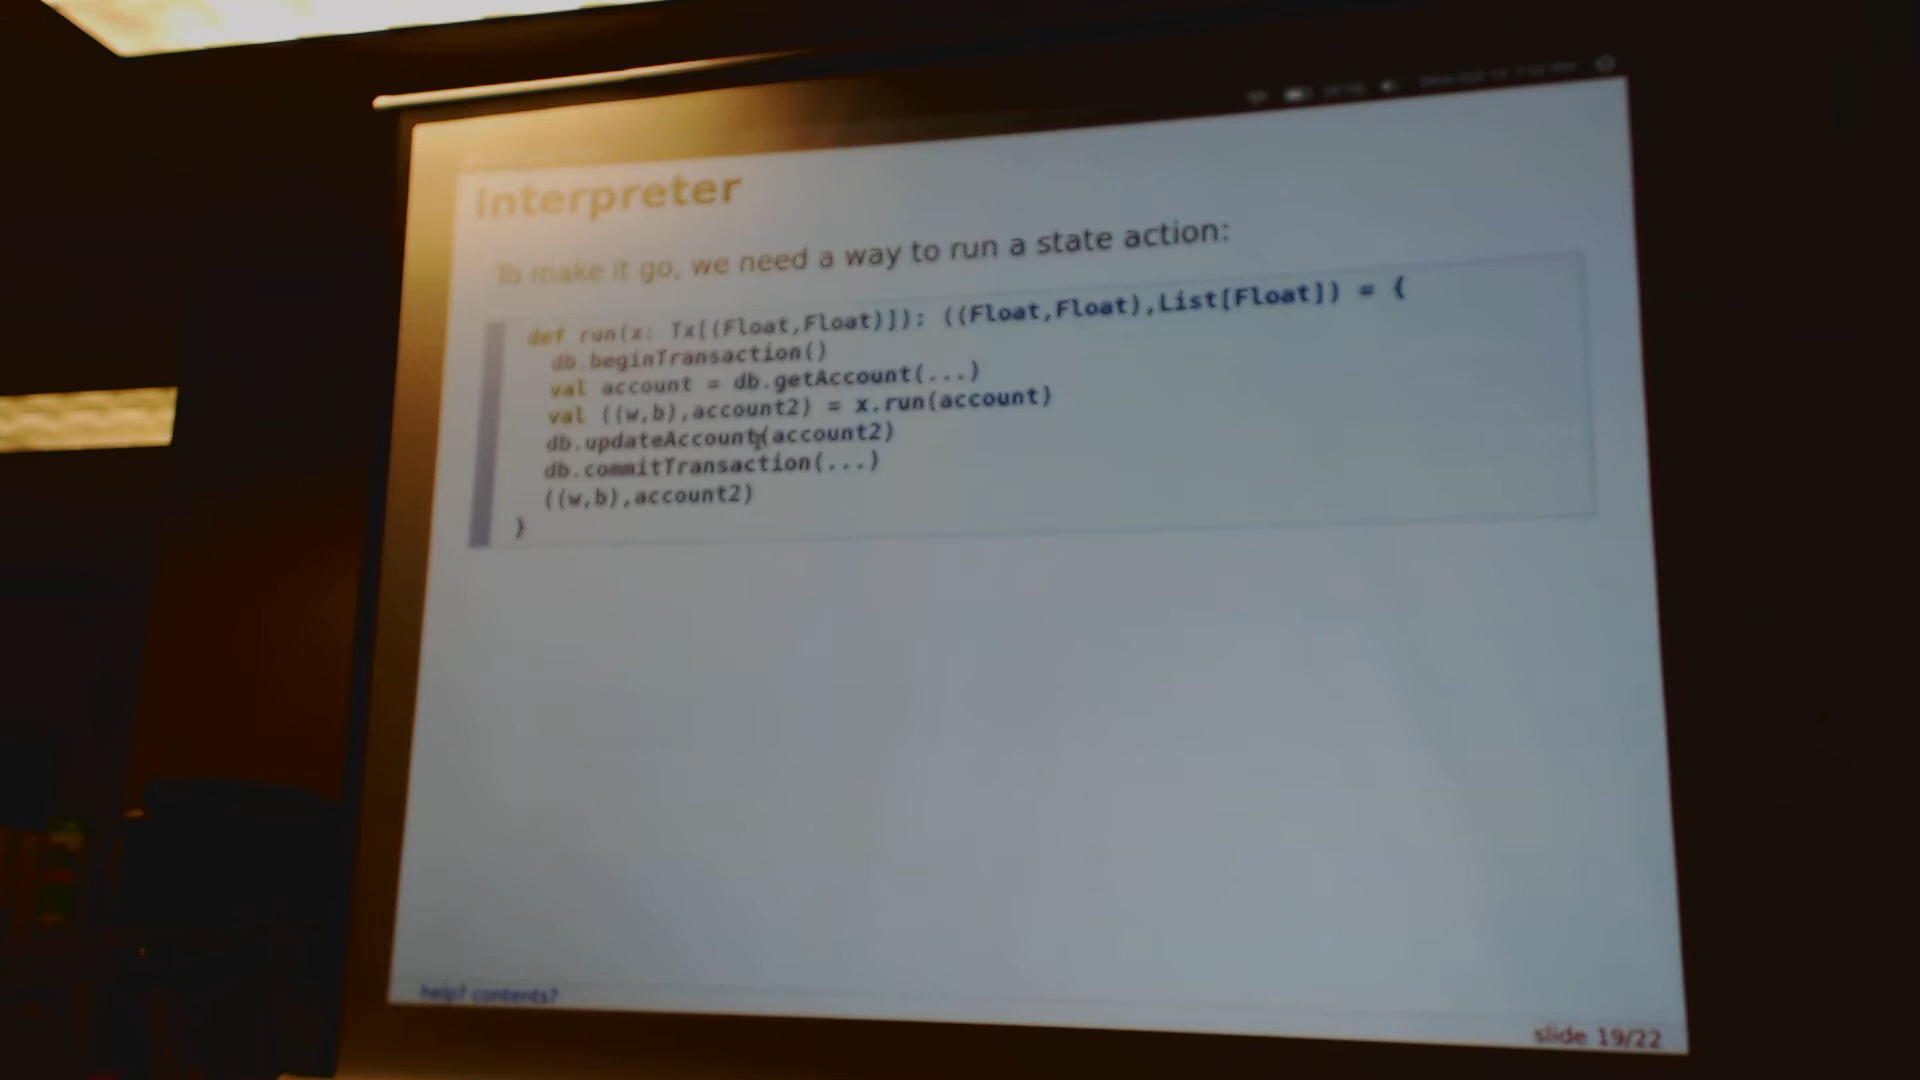 Interpreter
To make it go, we need a way to run a state action:
def run(x: Tx[(Float,Float)]): ((Float,Float),List[Float]) = {
db.beginTransaction()
val account = db.getAccount(...)
val ((w,b),account2) = x.run(account)
db.updateAccount(account2)
db.commitTransaction(...)
((w,b),account2)
}
help? contents?
slide 19/22